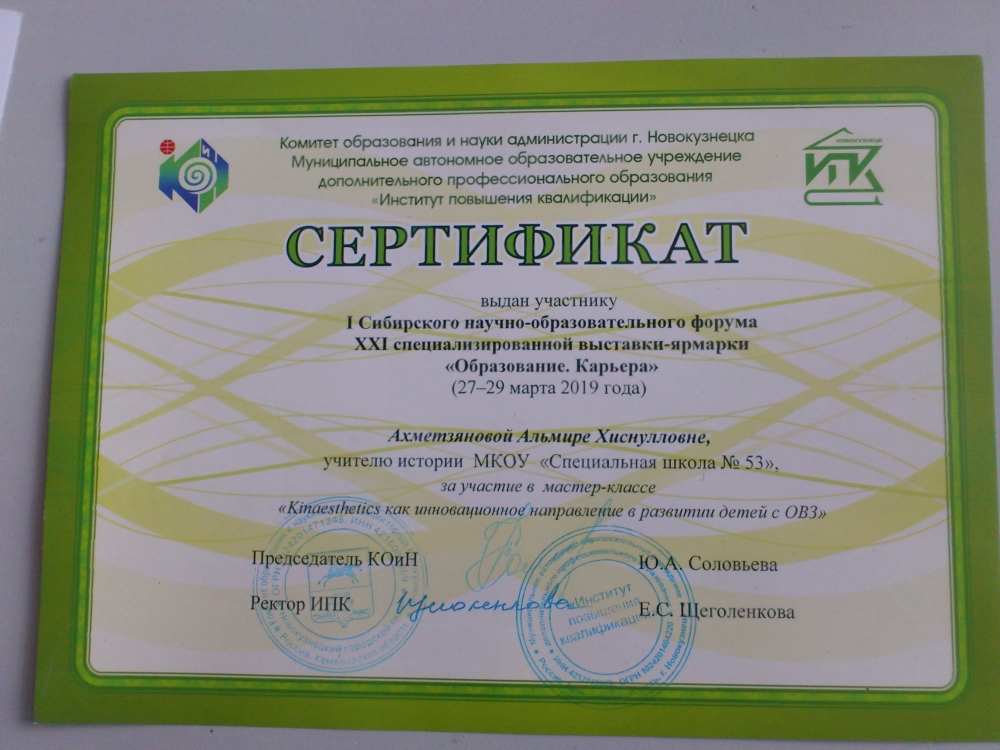 Комитет образования и науки администрации г. Новокузнецка
Муниципальное автономное образовательное учреждение
дополнительного профессионального образования
«Институт повышения квалификации»
НОВОКУЗНЕЦК
ИПК
СЕРТИФИКАТ
выдан участнику
I Сибирского научно-образовательного форума
XXI специализированной выставки-ярмарки
«Образование. Карьера»
(27–29 марта 2019 года)
Ахметзяновой Альмире Хиснулловне,
учителю истории МКОУ «Специальная школа № 53»,
за участие в мастер-классе
«Kinaesthetics как инновационное направление в развитии детей с ОВЗ»
Председатель КОиН
Ю.А. Соловьева
Ректор ИПК
Е.С. Щеголенкова
«Институт
повышения
квалификации»